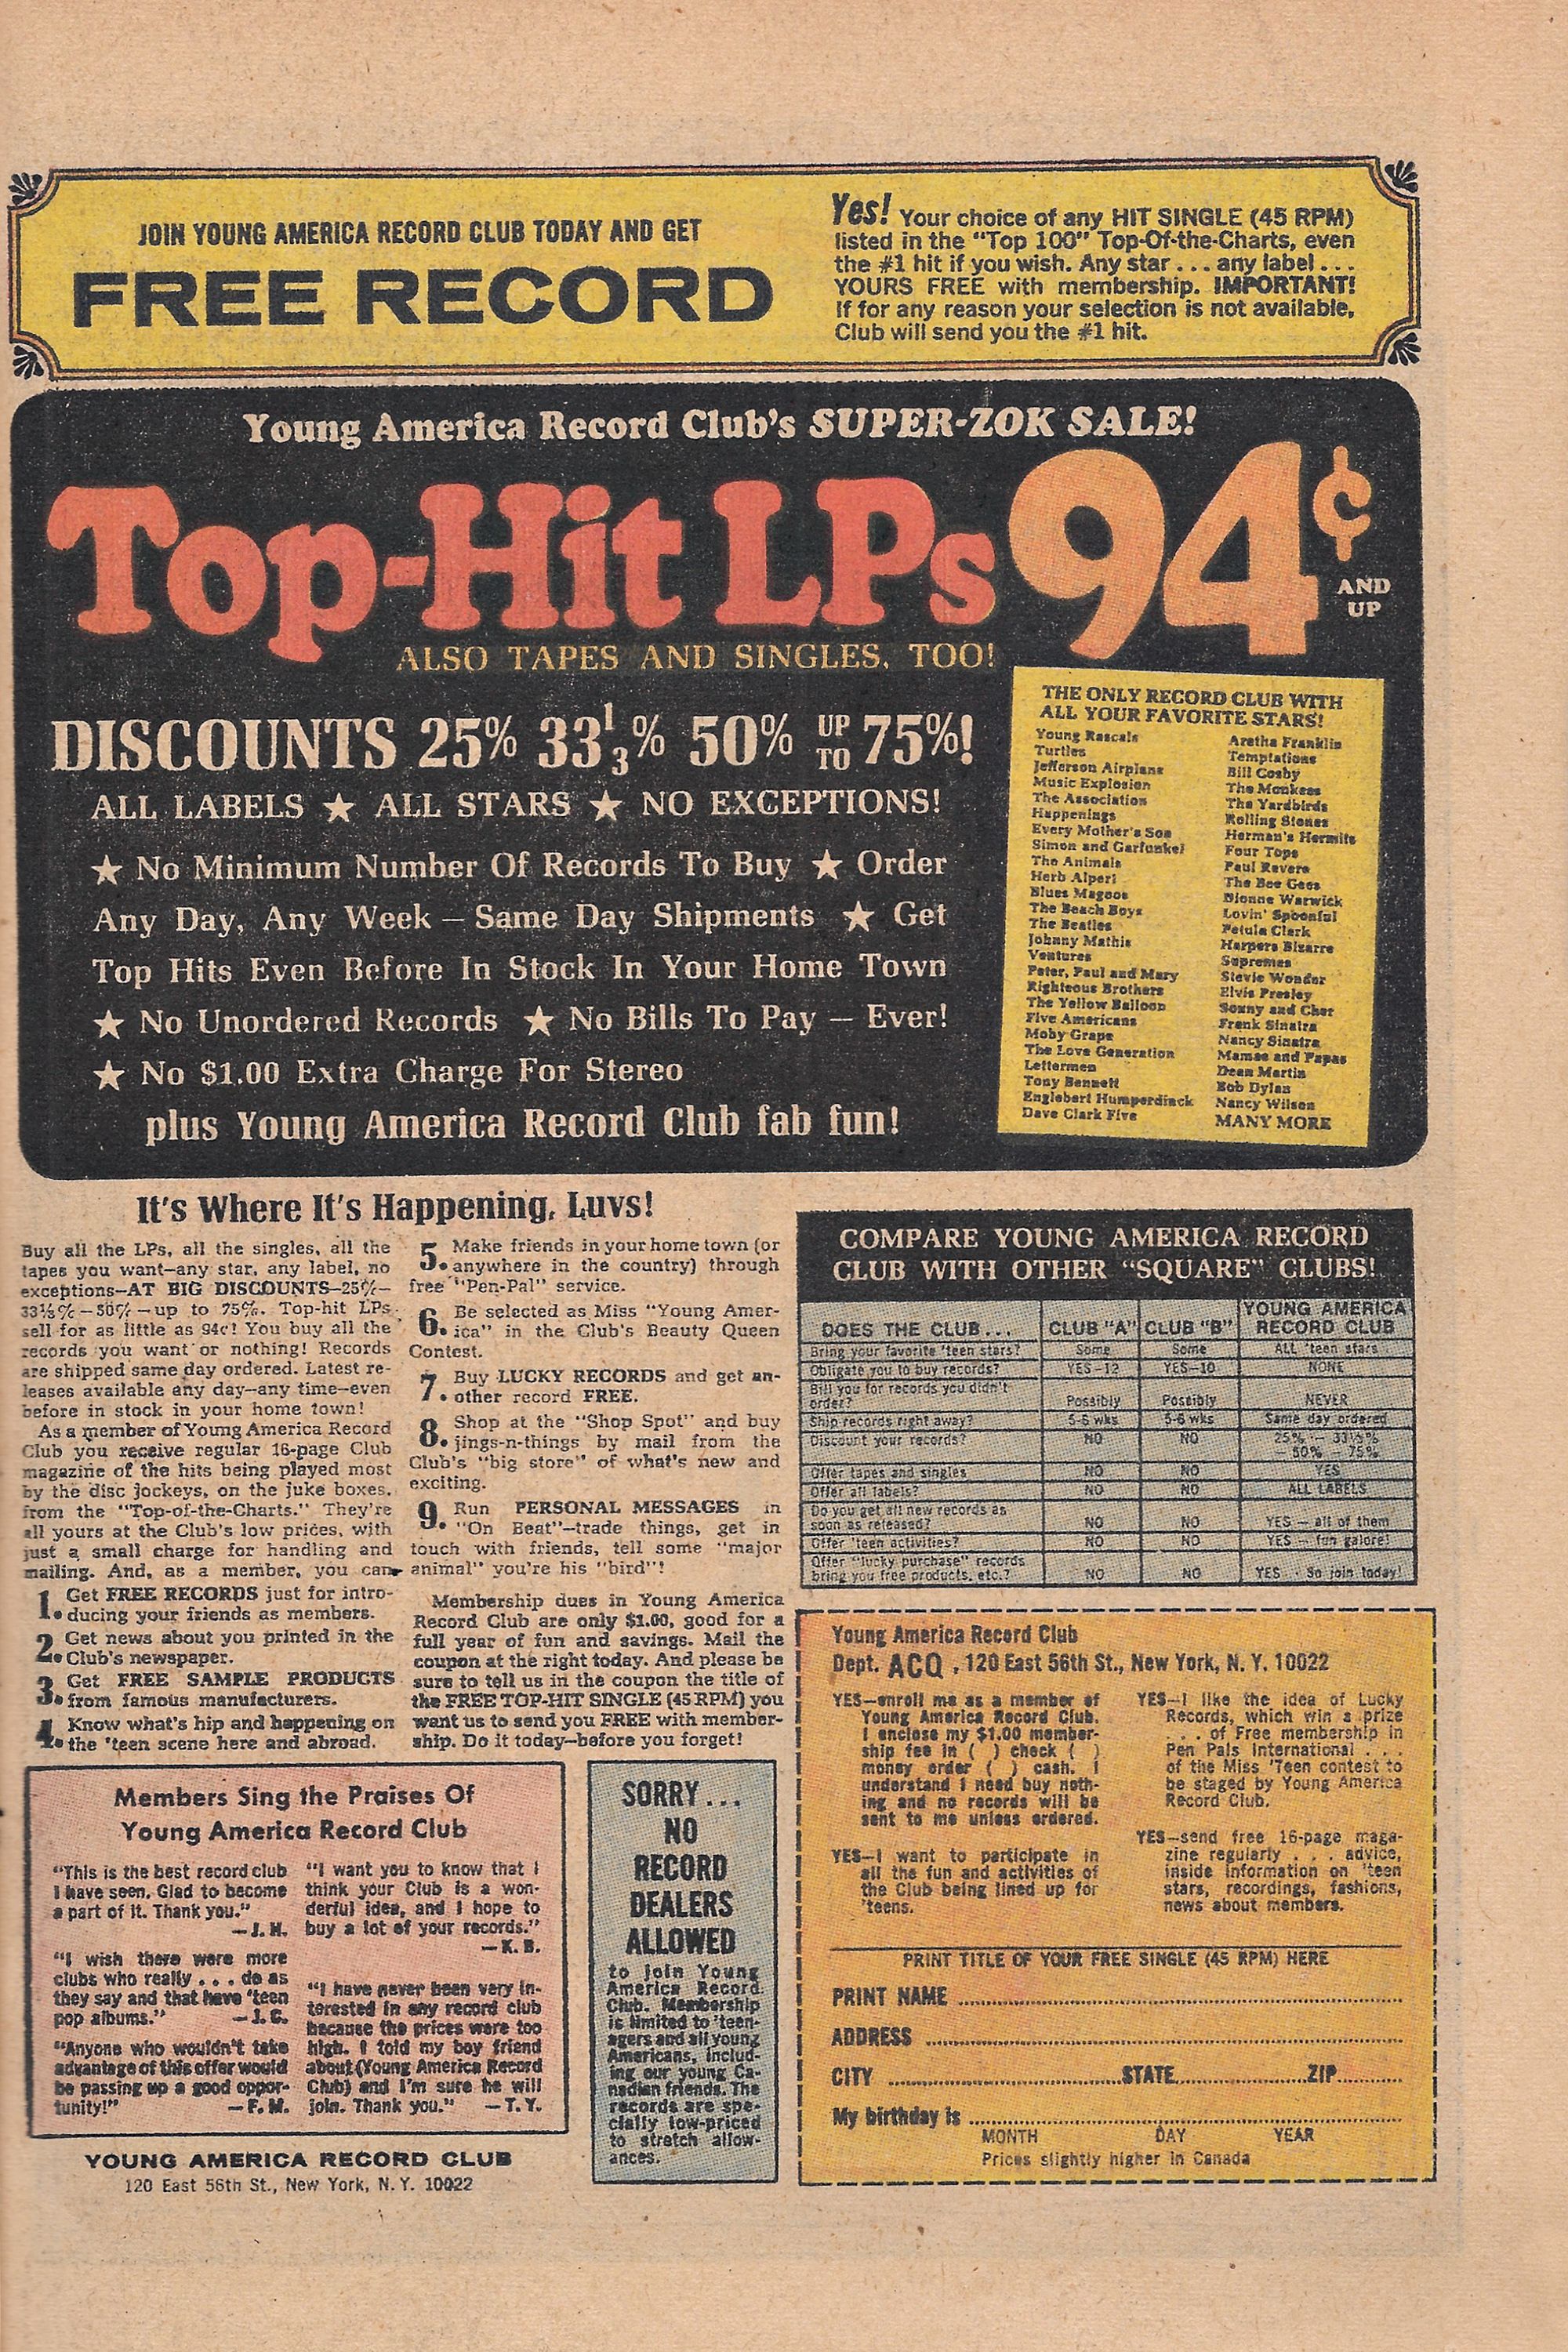 JOIN YOUNG AMERICA RECORD CLUB TODAY AND GET
FREE RECORD
Yes! Your choice of any HIT SINGLE (45 RPM)
listed in the "Top 100" Top-Of-the-Charts, even
the #1 hit if you wish. Any star . . . any label . . .
YOURS FREE with membership. IMPORTANT!
If for any reason your selection is not available,
Club will send you the #1 hit.
Young America Record Club's SUPER-ZOK SALE!
Top-Hit LPs 94¢
AND
UP
ALSO TAPES AND SINGLES, TOO!
DISCOUNTS 25% 33⅓% 50% UP TO 75%!
ALL LABELS ★ ALL STARS ★ NO EXCEPTIONS!
★ No Minimum Number Of Records To Buy ★ Order
Any Day, Any Week — Same Day Shipments ★ Get
Top Hits Even Before In Stock In Your Home Town
★ No Unordered Records ★ No Bills To Pay — Ever!
★ No $1.00 Extra Charge For Stereo
plus Young America Record Club fab fun!
THE ONLY RECORD CLUB WITH
ALL YOUR FAVORITE STARS!
Young Rascals
Turtles
Jefferson Airplane
Music Explosion
The Association
Happenings
Every Mother's Son
Simon and Garfunkel
The Animals
Herb Alpert
Blues Magoos
The Beach Boys
The Beatles
Johnny Mathis
Ventures
Peter, Paul and Mary
Righteous Brothers
The Yellow Balloon
Five Americans
Moby Grape
The Love Generation
Lettermen
Tony Bennett
Englebert Humperdinck
Dave Clark Five
Aretha Franklin
Temptations
Bill Cosby
The Monkees
The Yardbirds
Rolling Stones
Herman's Hermits
Four Tops
Paul Revere
The Bee Gees
Dionne Warwick
Lovin' Spoonful
Petula Clark
Harpers Bizarre
Supremes
Stevie Wonder
Elvis Presley
Sonny and Cher
Frank Sinatra
Nancy Sinatra
Mamas and Papas
Dean Martin
Bob Dylan
Nancy Wilson
MANY MORE
It's Where It's Happening, Luvs!
Buy all the LPs, all the singles, all the
tapes you want—any star, any label, no
exceptions—AT BIG DISCOUNTS—25%—
33⅓%—50%—up to 75%. Top-hit LPs
sell for as little as 94c! You buy all the
records you want or nothing! Records
are shipped same day ordered. Latest re-
leases available any day—any time—even
before in stock in your home town!
As a member of Young America Record
Club you receive regular 16-page Club
magazine of the hits being played most
by the disc jockeys, on the juke boxes,
from the "Top-of-the-Charts." They're
all yours at the Club's low prices, with
just a small charge for handling and
mailing. And, as a member, you can
1. Get FREE RECORDS just for intro-
ducing your friends as members.
2. Get news about you printed in the
Club's newspaper.
3. Get FREE SAMPLE PRODUCTS
from famous manufacturers.
4. Know what's hip and happening on
the 'teen scene here and abroad.
5. Make friends in your home town (or
anywhere in the country) through
free "Pen-Pal" service.
6. Be selected as Miss "Young Amer-
ica" in the Club's Beauty Queen
Contest.
7. Buy LUCKY RECORDS and get an-
other record FREE.
8. Shop at the "Shop Spot" and buy
jings-n-things by mail from the
Club's "big store" of what's new and
exciting.
9. Run PERSONAL MESSAGES in
"On Beat"—trade things, get in
touch with friends, tell some "major
animal" you're his "bird"!
Membership dues in Young America
Record Club are only $1.00, good for a
full year of fun and savings. Mail the
coupon at the right today. And please be
sure to tell us in the coupon the title of
the FREE TOP-HIT SINGLE (45 RPM) you
want us to send you FREE with member-
ship. Do it today—before you forget!
COMPARE YOUNG AMERICA RECORD
CLUB WITH OTHER "SQUARE" CLUBS!
DOES THE CLUB . . . CLUB "A" CLUB "B" YOUNG AMERICA RECORD CLUB
Bring your favorite 'teen stars? Some Some ALL 'teen stars
Obligate you to buy records? YES—12 YES—10 NONE
Bill you for records you didn't
order? Possibly Possibly NEVER
Ship records right away? 5-6 wks 5-6 wks Same day ordered
Discount your records? NO NO 25% — 33⅓%
— 50% — 75%
Offer tapes and singles NO NO YES
Offer all labels? NO NO ALL LABELS
Do you get all new records as
soon as released? NO NO YES — all of them
Offer 'teen activities? NO NO YES — fun galore!
Offer "lucky purchase" records
bring you free products, etc.? NO NO YES - So join today!
Members Sing the Praises Of
Young America Record Club
"This is the best record club
I have seen. Glad to become
a part of it. Thank you."
—J. H.
"I wish there were more
clubs who really . . . do as
they say and that have 'teen
pop albums." —J. C.
"Anyone who wouldn't take
advantage of this offer would
be passing up a good oppor-
tunity!" —F. M.
"I want you to know that I
think your Club is a won-
derful idea, and I hope to
buy a lot of your records."
—K. B.
"I have never been very in-
terested in any record club
because the prices were too
high. I told my boy friend
about (Young America Record
Club) and I'm sure he will
join. Thank you." —T. Y.
YOUNG AMERICA RECORD CLUB
120 East 56th St., New York, N. Y. 10022
SORRY . . .
NO
RECORD
DEALERS
ALLOWED
to join Young
America Record
Club. Membership
is limited to 'teen-
agers and all young
Americans, includ-
ing our young Ca-
nadian friends. The
records are spe-
cially low-priced
to stretch allow-
ances.
Young America Record Club
Dept. ACQ , 120 East 56th St., New York, N. Y. 10022
YES—enroll me as a member of
Young America Record Club.
I enclose my $1.00 member-
ship fee in ( ) check ( )
money order ( ) cash. I
understand I need buy noth-
ing and no records will be
sent to me unless ordered.
YES—I want to participate in
all the fun and activities of
the Club being lined up for
'teens.
YES—I like the idea of Lucky
Records, which win a prize
. . . of Free membership in
Pen Pals International . . .
of the Miss 'Teen contest to
be staged by Young America
Record Club.
YES—send free 16-page maga-
zine regularly . . . advice,
inside information on 'teen
stars, recordings, fashions,
news about members.
PRINT TITLE OF YOUR FREE SINGLE (45 RPM) HERE
PRINT NAME
ADDRESS
CITY STATE ZIP
My birthday is
MONTH DAY YEAR
Prices slightly higher in Canada